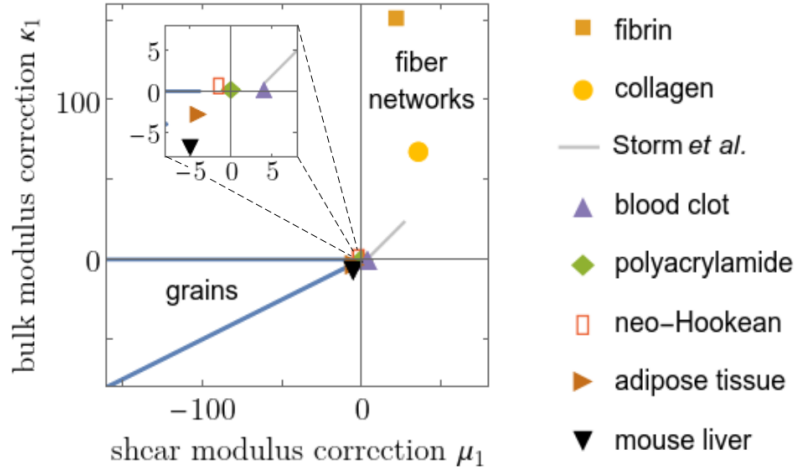 bulk modulus correction κ1
100
0
5
0
−5
−5 0 5
fiber
networks
grains
−100 0
shear modulus correction μ1
fibrin
collagen
Storm et al.
blood clot
polyacrylamide
neo−Hookean
adipose tissue
mouse liver